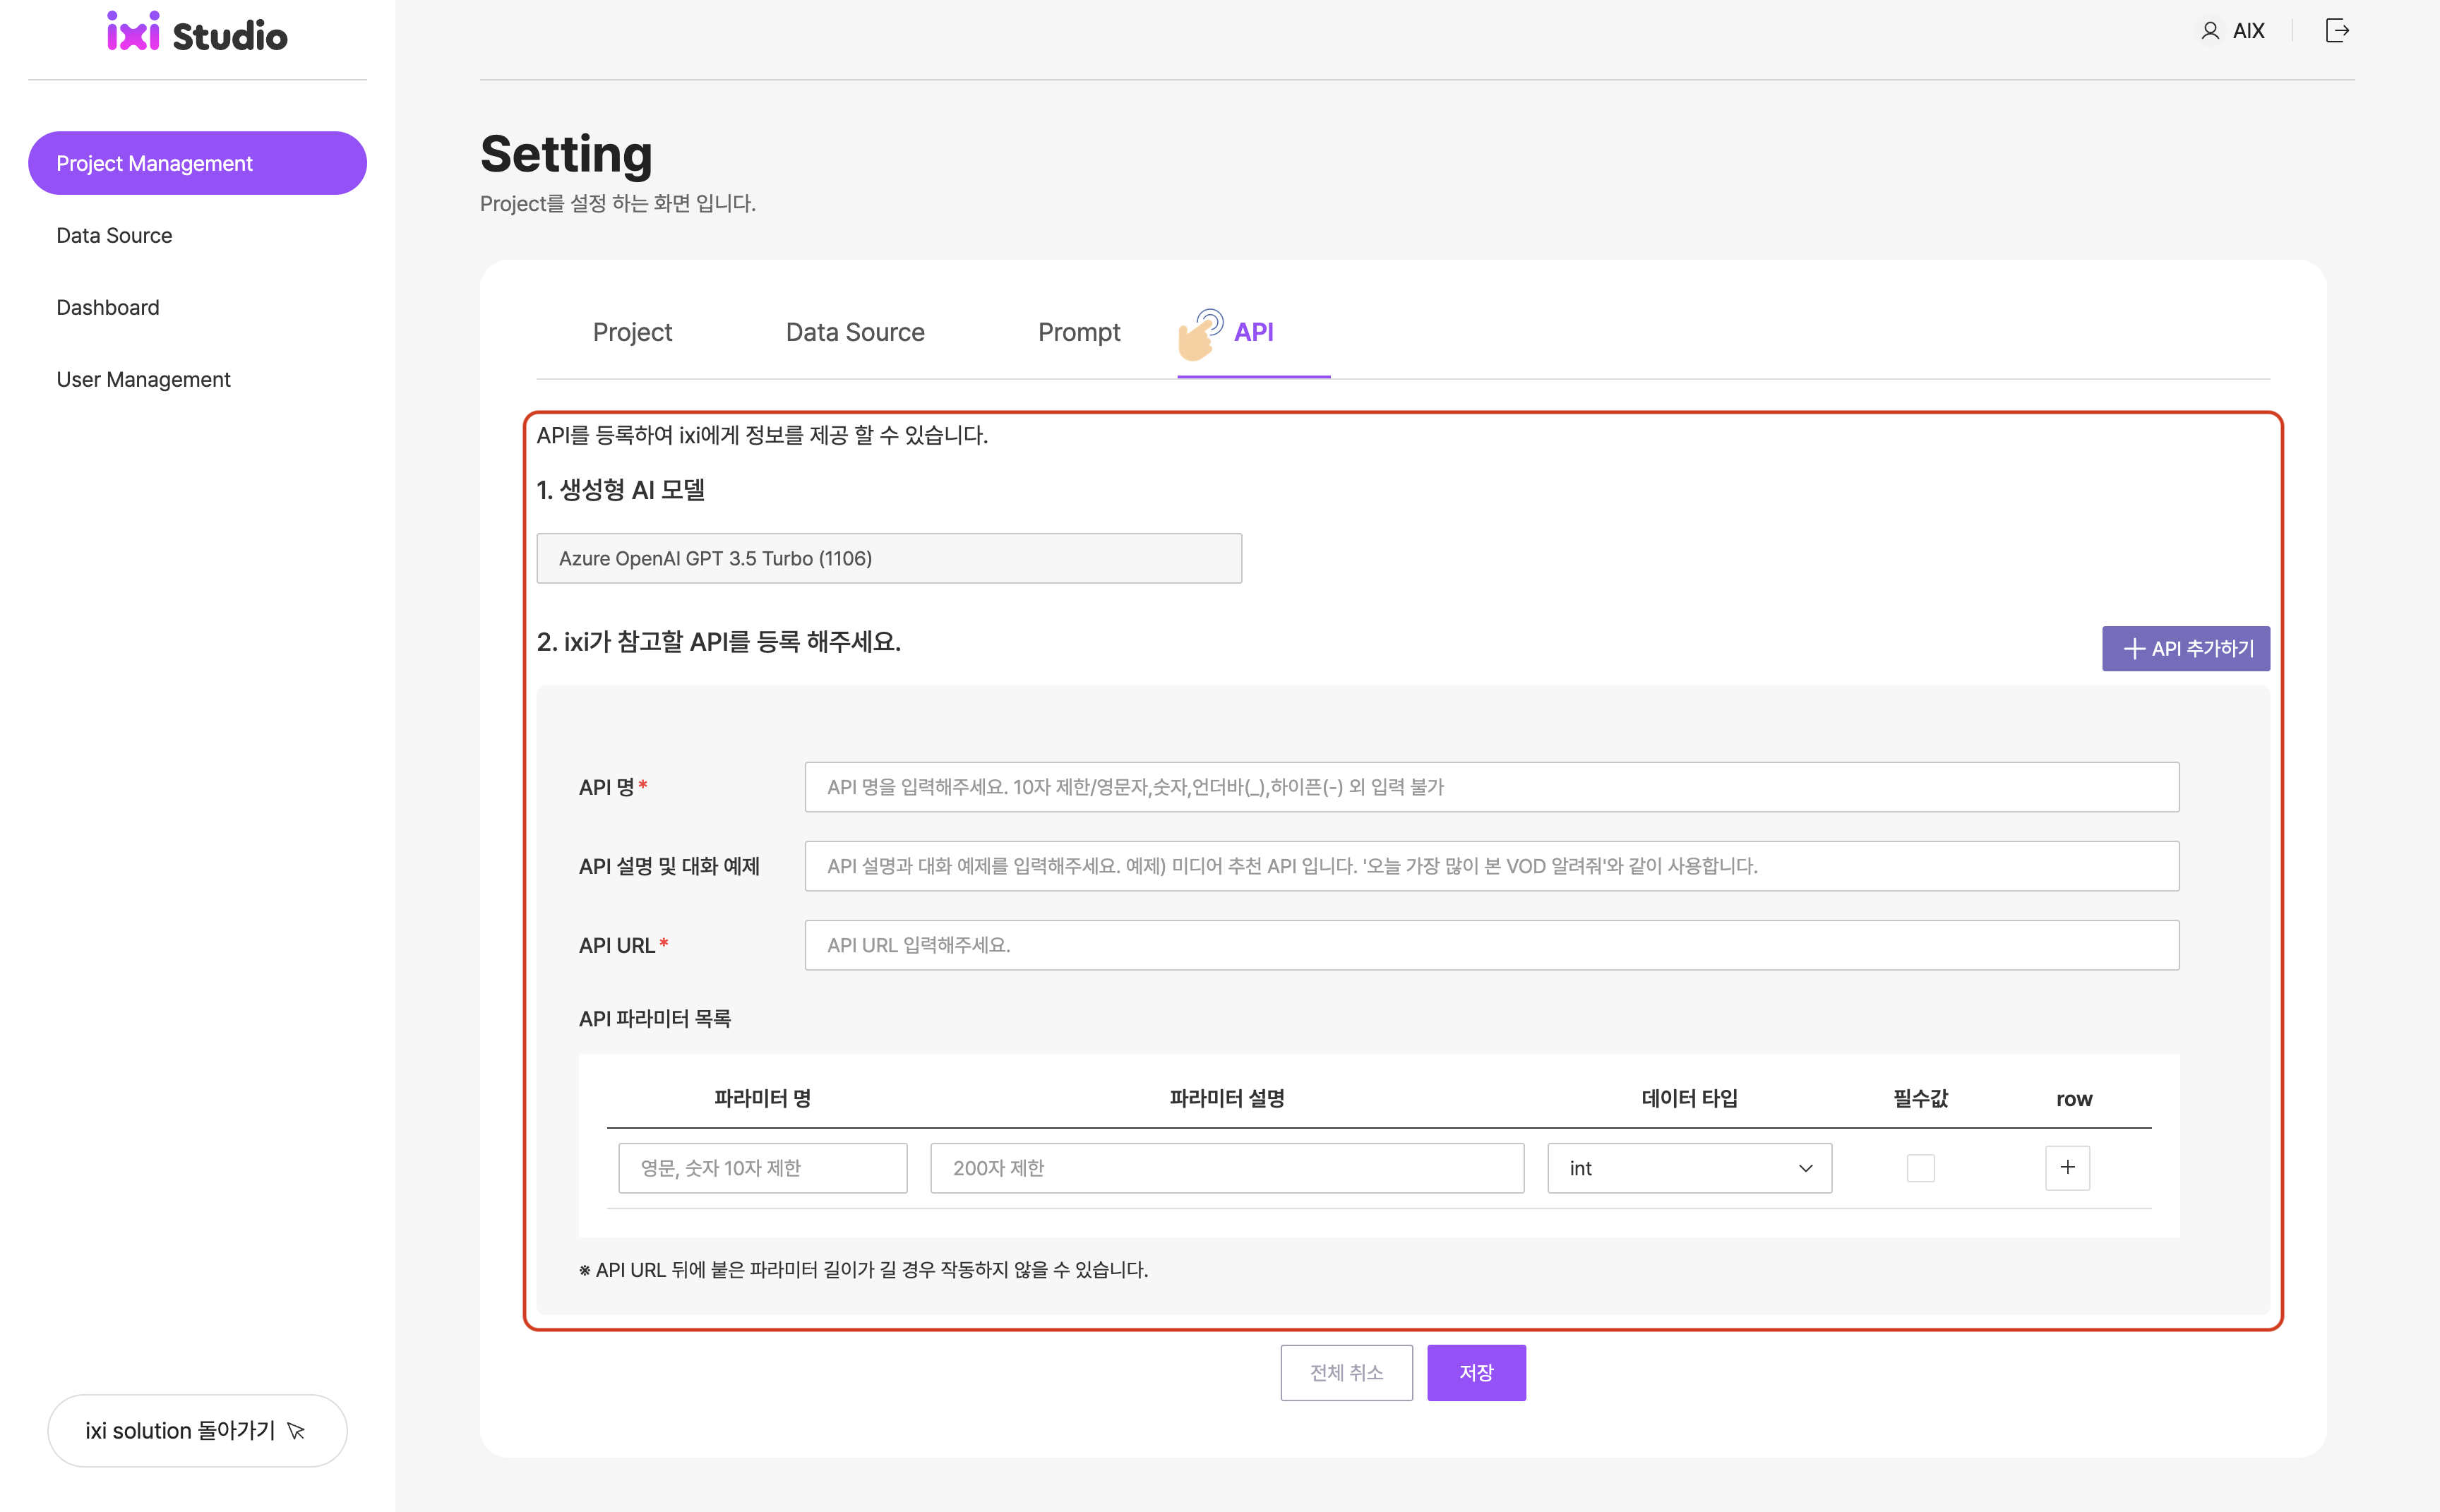 ixi Studio
AIX
Project Management
Data Source
Dashboard
User Management
ixi solution 돌아가기
Setting
Project를 설정 하는 화면 입니다.
Project Data Source Prompt API
API를 등록하여 ixi에게 정보를 제공 할 수 있습니다.
1. 생성형 AI 모델
Azure OpenAI GPT 3.5 Turbo (1106)
2. ixi가 참고할 API를 등록 해주세요.
+ API 추가하기
API 명* API 명을 입력해주세요. 10자 제한/영문자,숫자,언더바(_),하이픈(-) 외 입력 불가
API 설명 및 대화 예제 API 설명과 대화 예제를 입력해주세요. 예제) 미디어 추천 API 입니다. '오늘 가장 많이 본 VOD 알려줘'와 같이 사용합니다.
API URL* API URL 입력해주세요.
API 파라미터 목록
파라미터 명 파라미터 설명 데이터 타입 필수값 row
영문, 숫자 10자 제한 200자 제한 int +
※ API URL 뒤에 붙은 파라미터 길이가 길 경우 작동하지 않을 수 있습니다.
전체 취소 저장